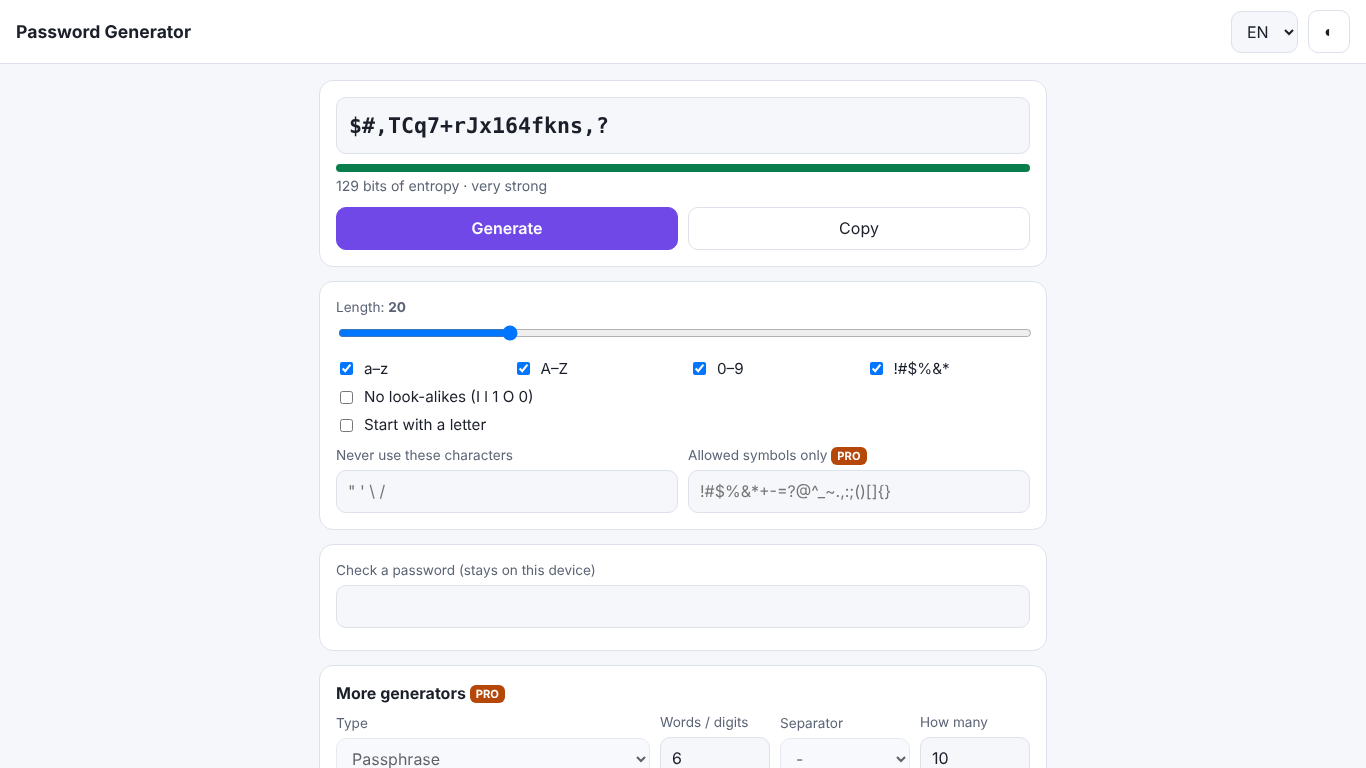 Password Generator
EN
$#,TCq7+rJx164fkns,?
129 bits of entropy · very strong
Generate
Copy
Length: 20
a–z
A–Z
0–9
!#$%&*
No look-alikes (I l 1 O 0)
Start with a letter
Never use these characters
Allowed symbols only PRO
" ' \ /
!#$%&*+-=?@^_~.,:;()[]{}
Check a password (stays on this device)
More generators PRO
Type
Words / digits
Separator
How many
Passphrase
6
-
10